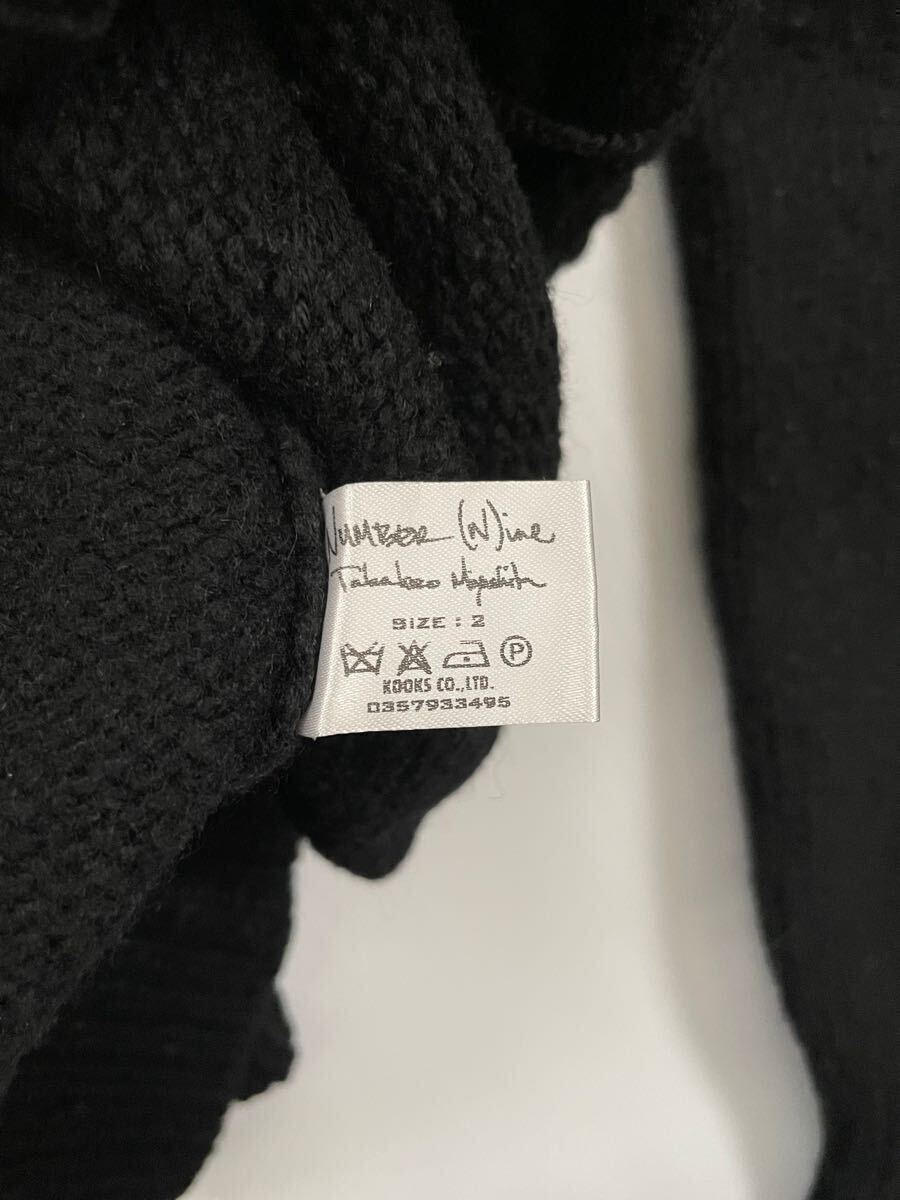 NUMBER (N)ine
Takahiro Miyashita
SIZE : 2
P
KOOKS CO.,LTD.
0357933495